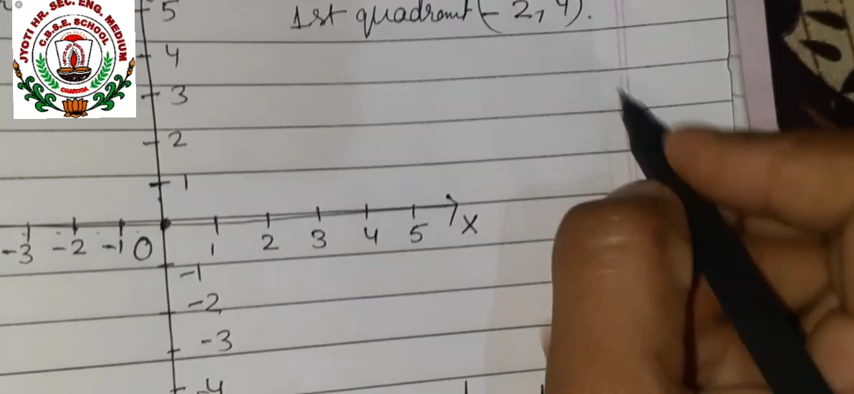 JYOTI HR. SEC. ENG. MEDIUM
C.B.S.E. SCHOOL
1st quadrant (- 2, 4).
5
4
3
2
1
-3 -2 -1 0 1 2 3 4 5 X
-1
-2
-3
-4